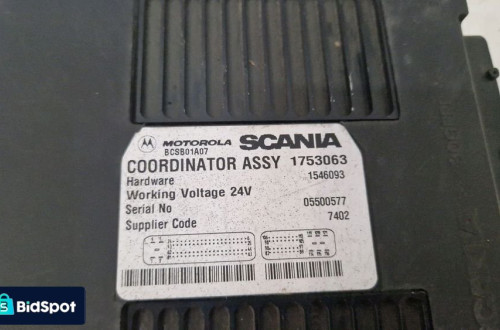 MOTOROLA SCANIA
BCSB01A07
COORDINATOR ASSY 1753063
Hardware 1546093
Working Voltage 24V
Serial No 05500577
Supplier Code 7402
BidSpot